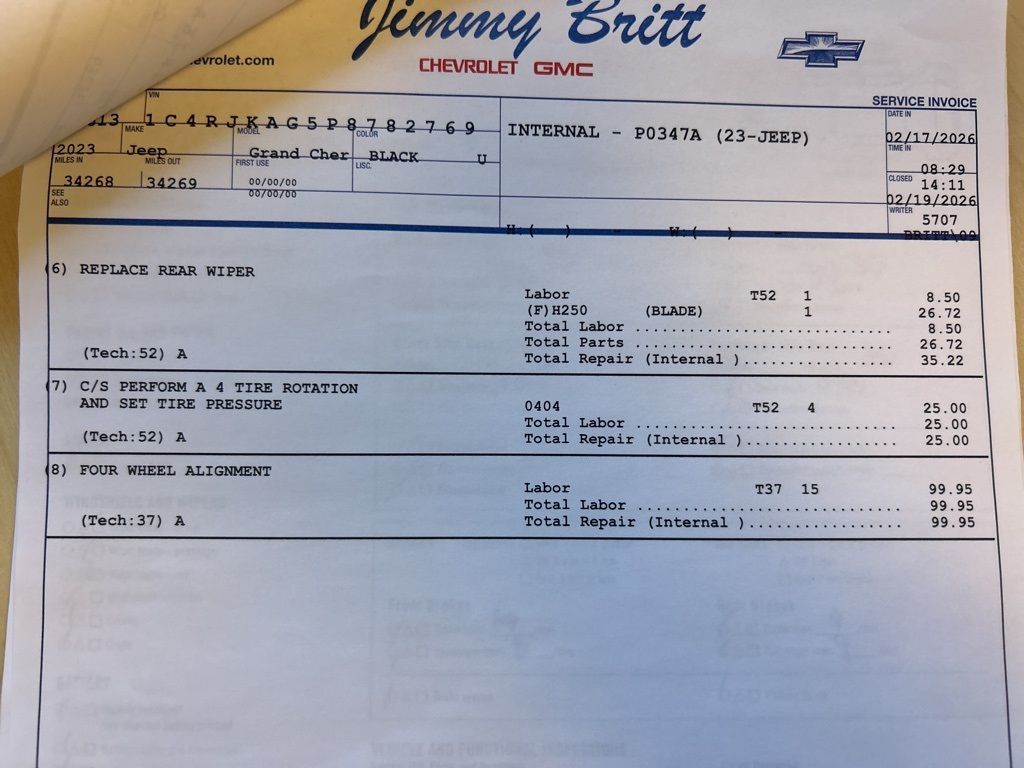 Jimmy Britt
CHEVROLET GMC
evrolet.com
SERVICE INVOICE
VIN
13 1C4RJKAG5P8782769
MAKE MODEL COLOR
2023 Jeep Grand Cher BLACK U
MILES IN MILES OUT FIRST USE LISC.
34268 34269 00/00/00
00/00/00
SEE
ALSO
INTERNAL - P0347A (23-JEEP)
H:( ) - W:( ) -
DATE IN
02/17/2026
TIME IN
08:29
CLOSED
14:11
02/19/2026
WRITER
5707
(6) REPLACE REAR WIPER
Labor T52 1 8.50
(F)H250 (BLADE) 1 26.72
Total Labor ............................ 8.50
Total Parts ............................ 26.72
(Tech:52) A Total Repair (Internal )................ 35.22
(7) C/S PERFORM A 4 TIRE ROTATION
AND SET TIRE PRESSURE 0404 T52 4 25.00
Total Labor ............................ 25.00
(Tech:52) A Total Repair (Internal )................ 25.00
(8) FOUR WHEEL ALIGNMENT
Labor T37 15 99.95
Total Labor ............................ 99.95
(Tech:37) A Total Repair (Internal )................ 99.95